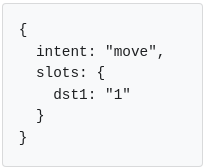 {
  intent: "move",
  slots: {
    dst1: "1"
  }
}